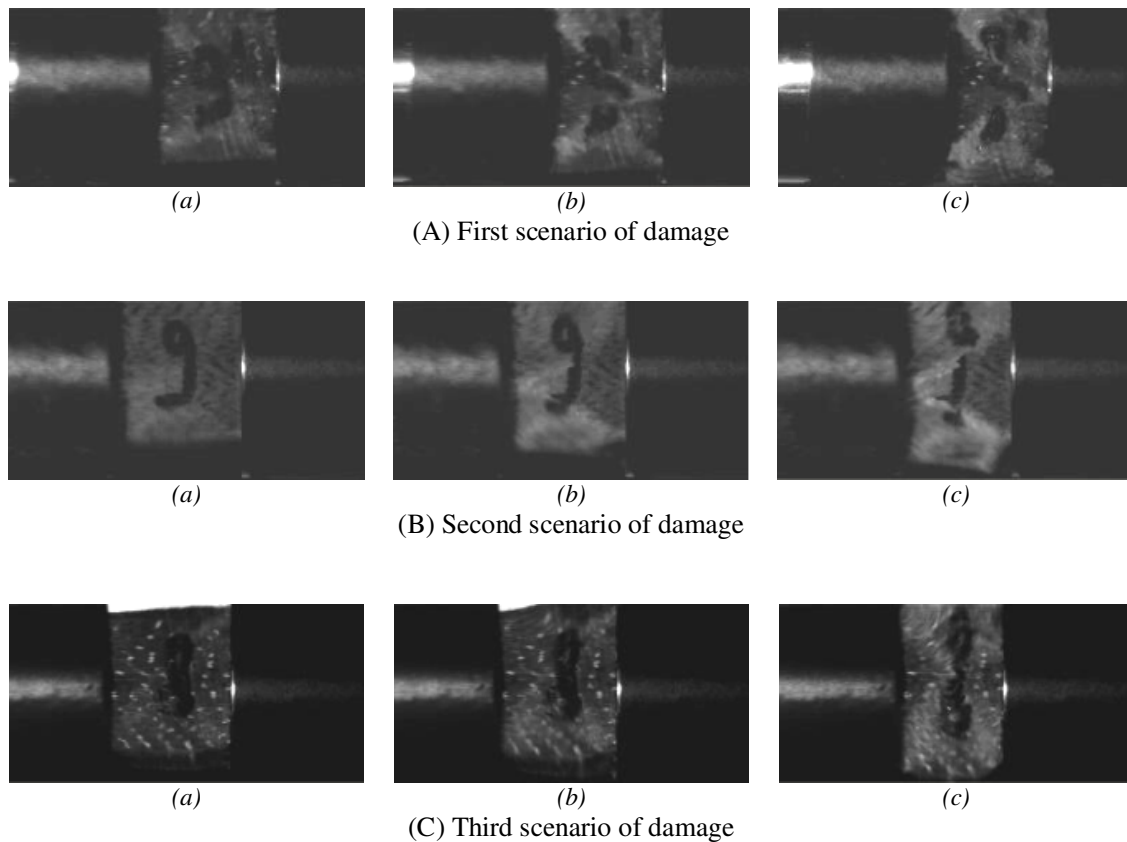 (a) (b) (c)
(A) First scenario of damage
(a) (b) (c)
(B) Second scenario of damage
(a) (b) (c)
(C) Third scenario of damage